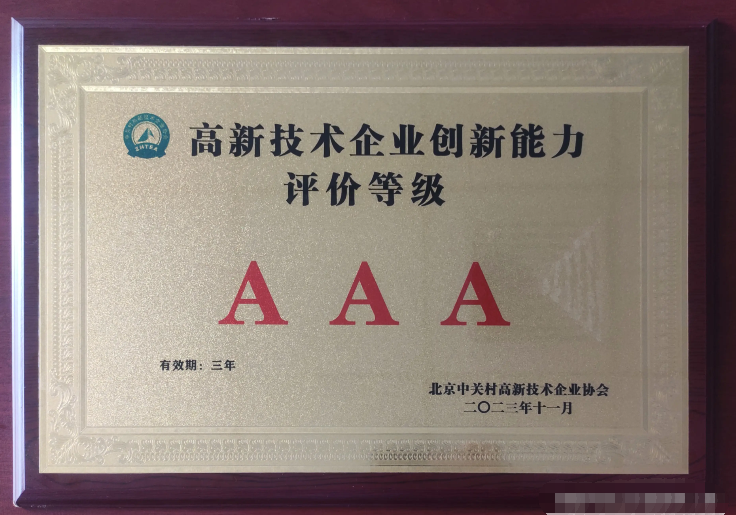 高新技术企业创新能力
评价等级
AAA
有效期：三年
北京中关村高新技术企业协会
二〇二三年十一月
ZHTEA